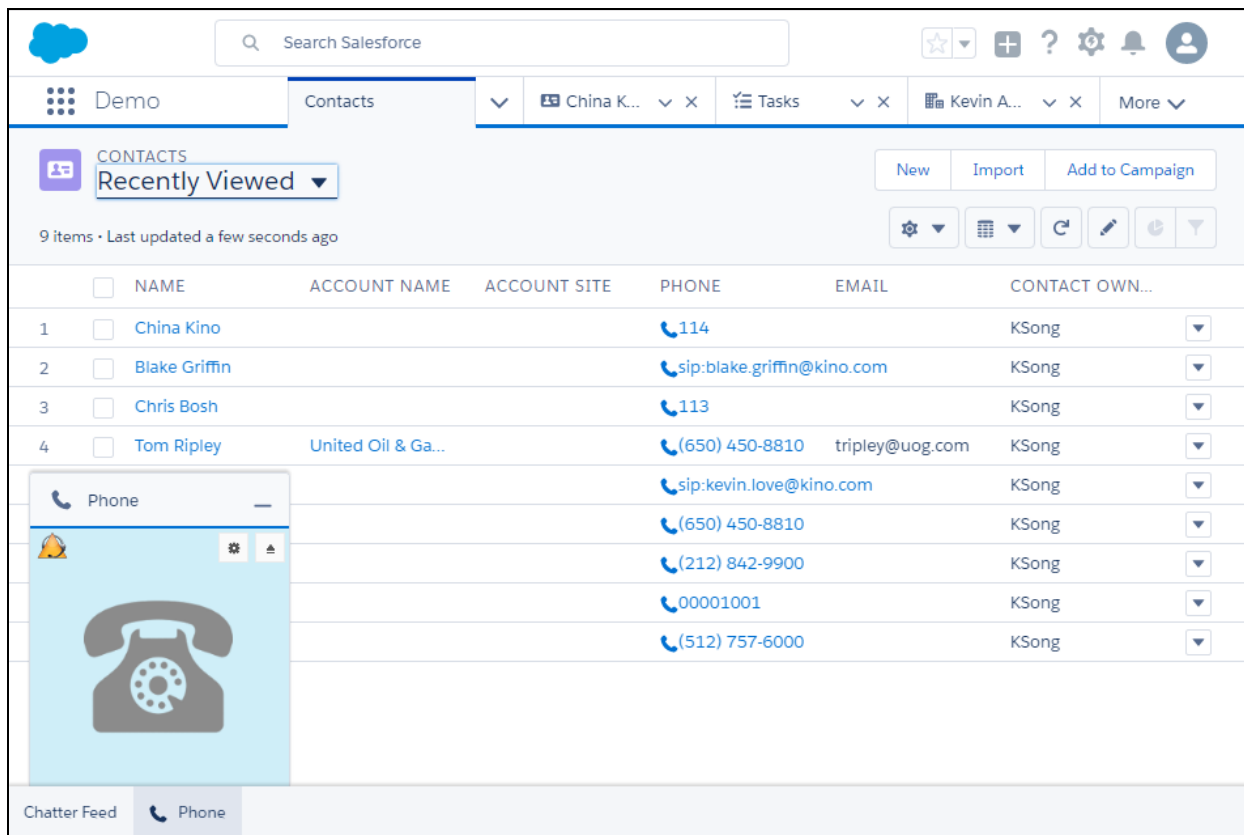 Search Salesforce
Demo Contacts China K... Tasks Kevin A... More
CONTACTS
Recently Viewed
New Import Add to Campaign
9 items • Last updated a few seconds ago
NAME ACCOUNT NAME ACCOUNT SITE PHONE EMAIL CONTACT OWN...
1 China Kino 114 KSong
2 Blake Griffin sip:blake.griffin@kino.com KSong
3 Chris Bosh 113 KSong
4 Tom Ripley United Oil & Ga... (650) 450-8810 tripley@uog.com KSong
sip:kevin.love@kino.com KSong
Phone
(650) 450-8810 KSong
(212) 842-9900 KSong
00001001 KSong
(512) 757-6000 KSong
Chatter Feed Phone